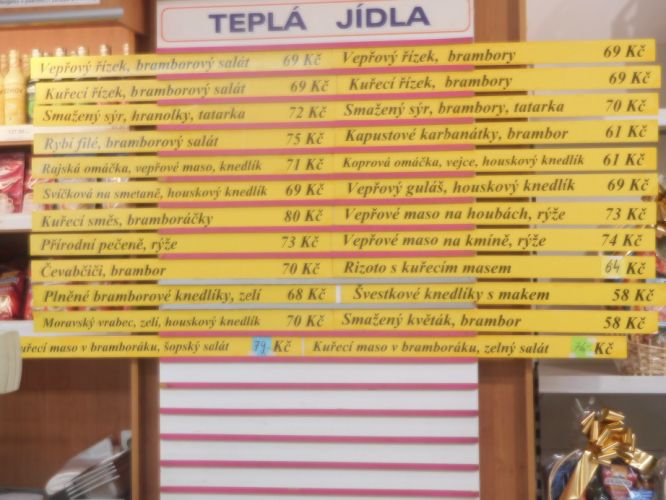 TEPLÁ JÍDLA
Vepřový řízek, bramborový salát 69 Kč
Vepřový řízek, brambory 69 Kč
Kuřecí řízek, bramborový salát 69 Kč
Kuřecí řízek, brambory 69 Kč
Smažený sýr, hranolky, tatarka 72 Kč
Smažený sýr, brambory, tatarka 70 Kč
Rybí filé, bramborový salát 75 Kč
Kapustové karbanátky, brambor 61 Kč
Rajská omáčka, vepřové maso, knedlík 71 Kč
Koprová omáčka, vejce, houskový knedlík 61 Kč
Svíčková na smetaně, houskový knedlík 69 Kč
Vepřový guláš, houskový knedlík 69 Kč
Kuřecí směs, bramboráčky 80 Kč
Vepřové maso na houbách, rýže 73 Kč
Přírodní pečeně, rýže 73 Kč
Vepřové maso na kmíně, rýže 74 Kč
Čevabčiči, brambor 70 Kč
Rizoto s kuřecím masem 64 Kč
Plněné bramborové knedlíky, zelí 68 Kč
Švestkové knedlíky s makem 58 Kč
Moravský vrabec, zelí, houskový knedlík 70 Kč
Smažený květák, brambor 58 Kč
uřecí maso v bramboráku, šopský salát 79,- Kč
Kuřecí maso v bramboráku, zelný salát Kč